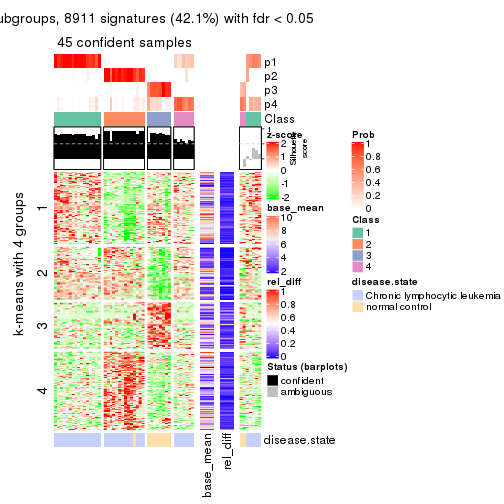 ubgroups, 8911 signatures (42.1%) with fdr < 0.05
45 confident samples
p1
p2
p3
p4
Class
1
Silhouette
score
z-score
2
1
0
-1
-2
base_mean
10
8
6
4
2
rel_diff
1
0.8
0.6
0.4
0.2
0
Status (barplots)
confident
ambiguous
Prob
1
0.8
0.6
0.4
0.2
0
Class
1
2
3
4
disease.state
Chronic lymphocytic leukemia
normal control
k-means with 4 groups
1
2
3
4
disease.state
base_mean
rel_diff